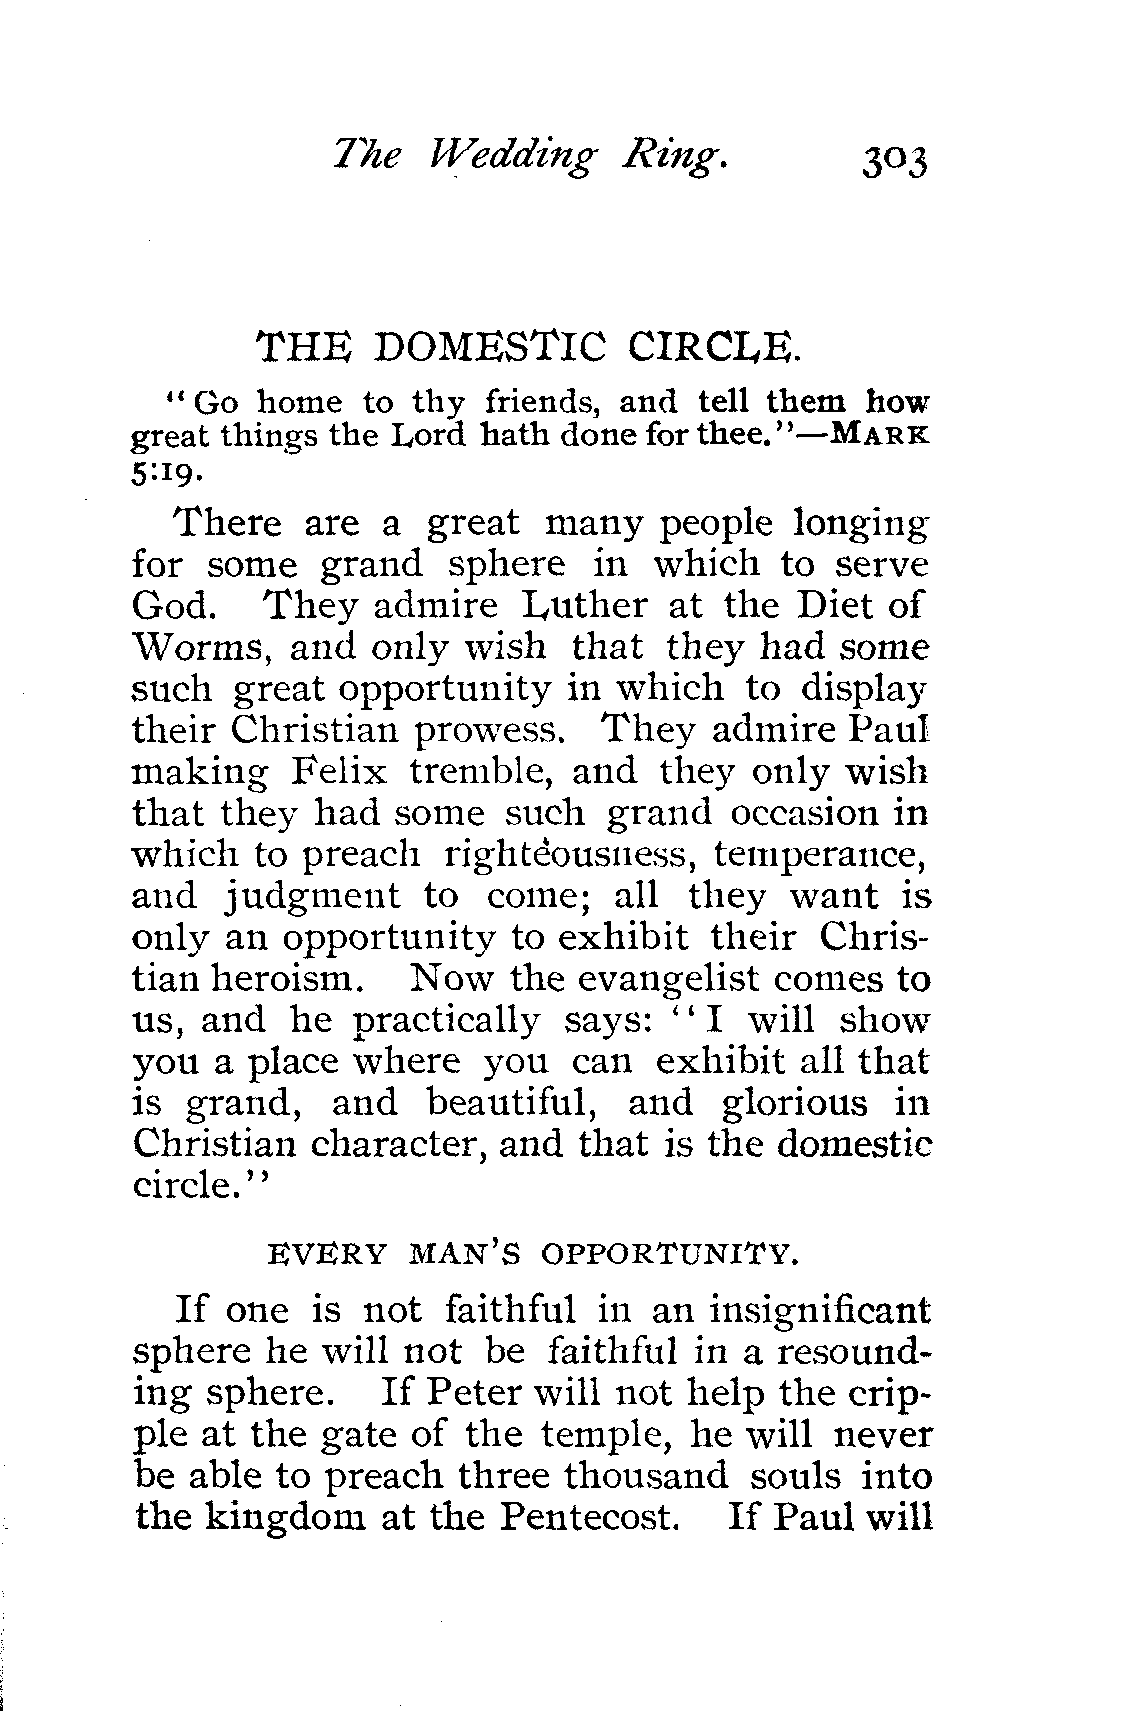 The Wedding Ring. 303
THE DOMESTIC CIRCLE.
"Go home to thy friends, and tell them how
great things the Lord hath done for thee."—MARK
5:19.
There are a great many people longing
for some grand sphere in which to serve
God. They admire Luther at the Diet of
Worms, and only wish that they had some
such great opportunity in which to display
their Christian prowess. They admire Paul
making Felix tremble, and they only wish
that they had some such grand occasion in
which to preach righteousness, temperance,
and judgment to come; all they want is
only an opportunity to exhibit their Chris-
tian heroism. Now the evangelist comes to
us, and he practically says: "I will show
you a place where you can exhibit all that
is grand, and beautiful, and glorious in
Christian character, and that is the domestic
circle."
EVERY MAN'S OPPORTUNITY.
If one is not faithful in an insignificant
sphere he will not be faithful in a resound-
ing sphere. If Peter will not help the crip-
ple at the gate of the temple, he will never
be able to preach three thousand souls into
the kingdom at the Pentecost. If Paul will